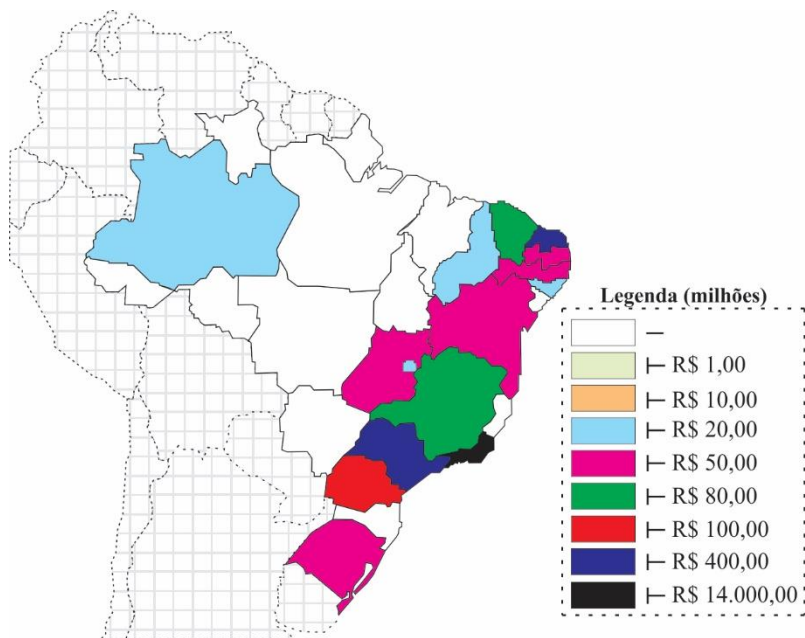 Legenda (milhões)
–
⊢ R$ 1,00
⊢ R$ 10,00
⊢ R$ 20,00
⊢ R$ 50,00
⊢ R$ 80,00
⊢ R$ 100,00
⊢ R$ 400,00
⊢ R$ 14.000,00